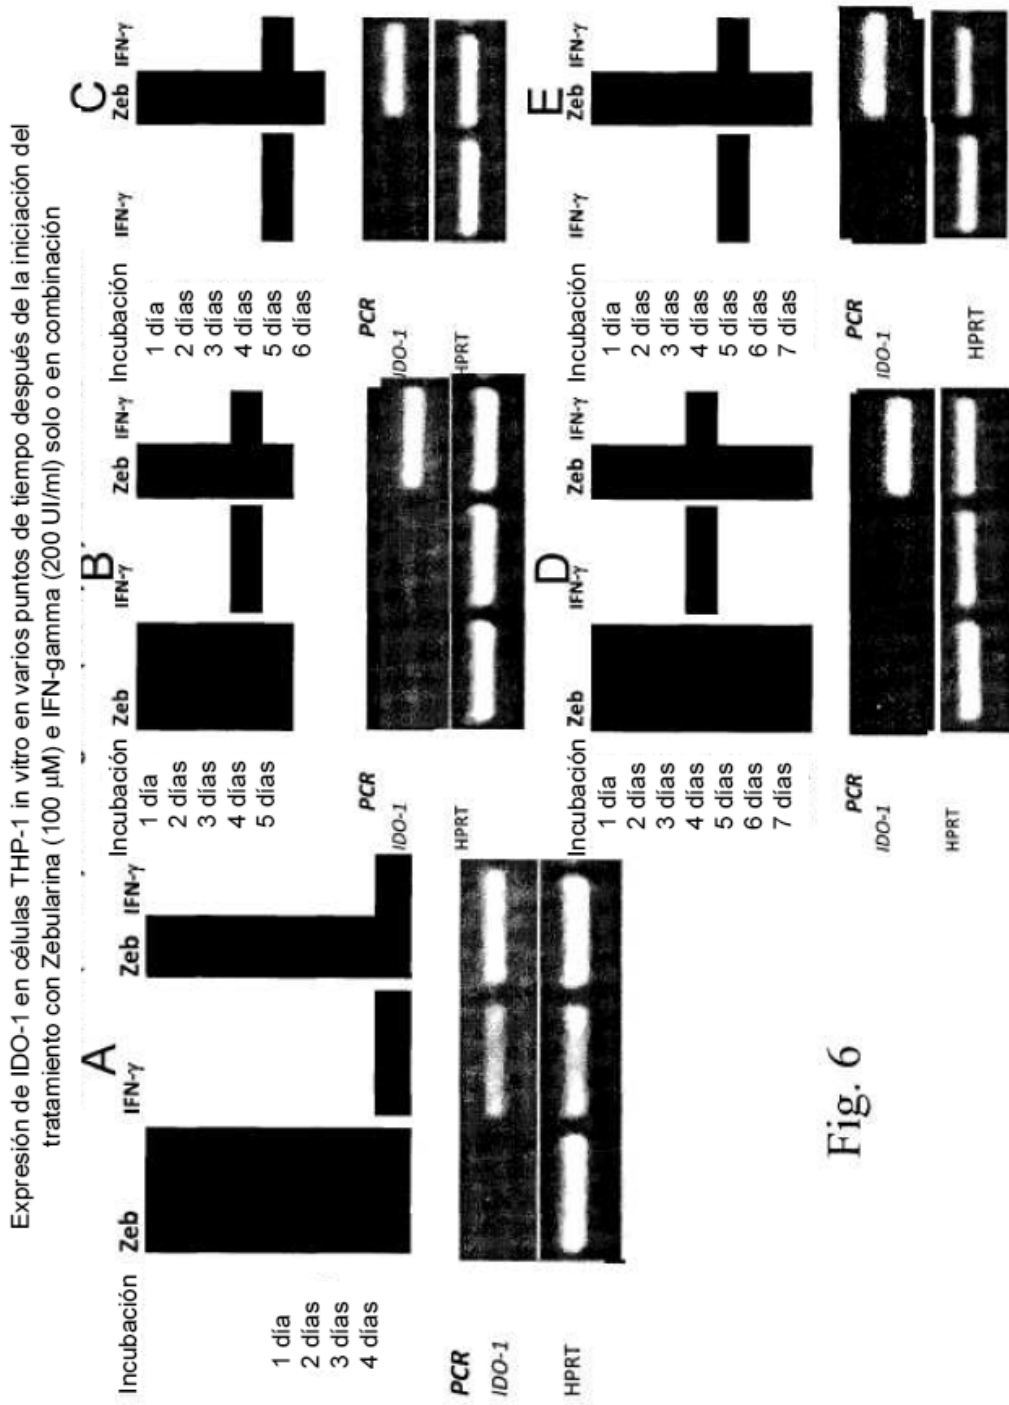 Expresión de IDO-1 en células THP-1 in vitro en varios puntos de tiempo después de la iniciación del
tratamiento con Zebularina (100 µM) e IFN-gamma (200 UI/ml) solo o en combinación
A
Incubación Zeb IFN-γ Zeb IFN-γ
1 día
2 días
3 días
4 días
PCR
IDO-1
HPRT
B
Incubación Zeb IFN-γ Zeb IFN-γ
1 día
2 días
3 días
4 días
5 días
PCR
IDO-1
HPRT
C
Incubación IFN-γ Zeb IFN-γ
1 día
2 días
3 días
4 días
5 días
6 días
PCR
IDO-1
HPRT
D
Incubación Zeb IFN-γ Zeb IFN-γ
1 día
2 días
3 días
4 días
5 días
6 días
7 días
PCR
IDO-1
HPRT
E
Incubación IFN-γ Zeb IFN-γ
1 día
2 días
3 días
4 días
5 días
6 días
7 días
PCR
IDO-1
HPRT
Fig. 6